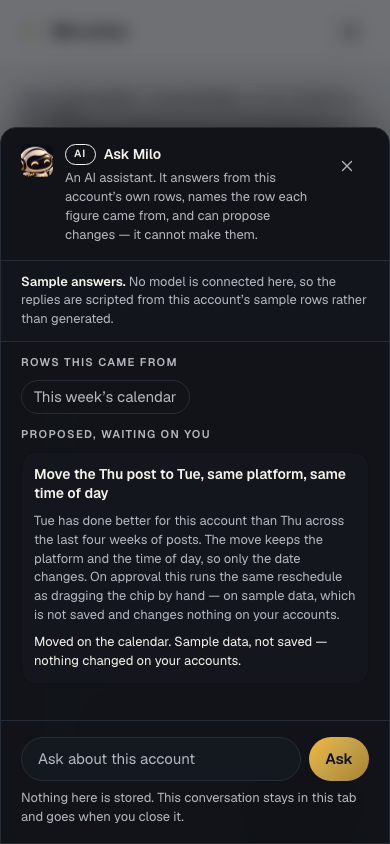 AI Ask Milo
An AI assistant. It answers from this
account’s own rows, names the row each
figure came from, and can propose
changes — it cannot make them.
Sample answers. No model is connected here, so the
replies are scripted from this account’s sample rows rather
than generated.
ROWS THIS CAME FROM
This week’s calendar
PROPOSED, WAITING ON YOU
Move the Thu post to Tue, same platform, same
time of day
Tue has done better for this account than Thu across
the last four weeks of posts. The move keeps the
platform and the time of day, so only the date
changes. On approval this runs the same reschedule
as dragging the chip by hand — on sample data, which
is not saved and changes nothing on your accounts.
Moved on the calendar. Sample data, not saved —
nothing changed on your accounts.
Ask about this account
Ask
Nothing here is stored. This conversation stays in this tab
and goes when you close it.